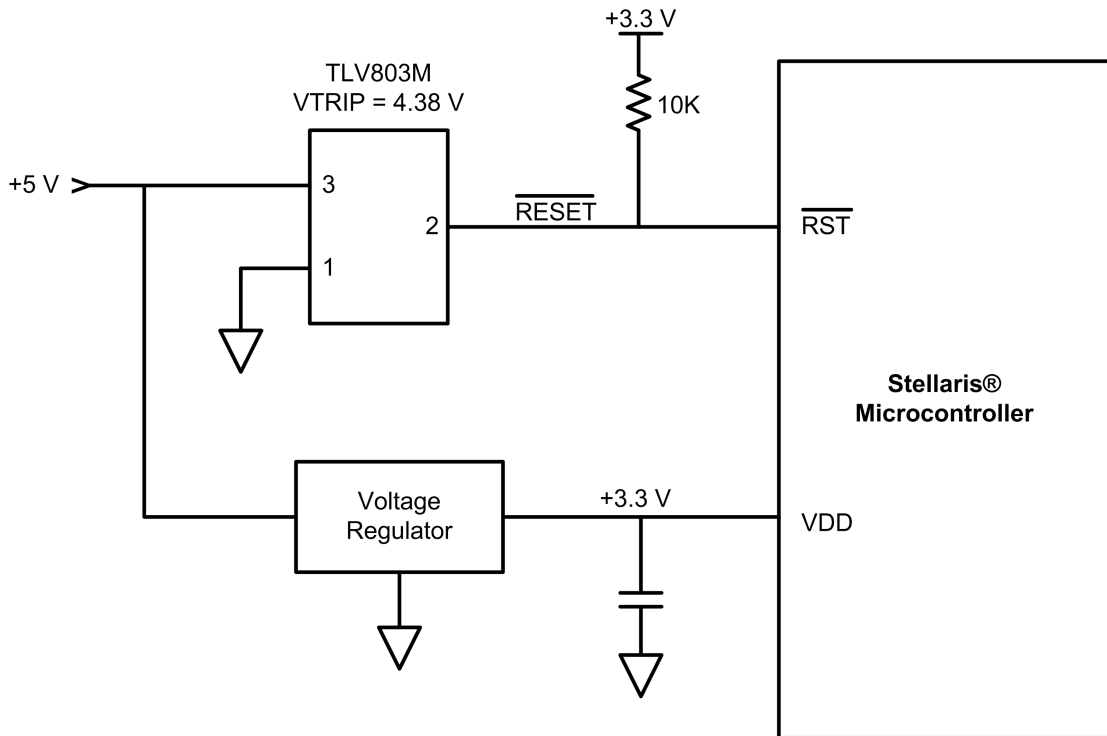 +3.3 V
TLV803M
VTRIP = 4.38 V
10K
+5 V
3
RESET
2
RST
1
Stellaris®
Microcontroller
Voltage
Regulator
+3.3 V
VDD